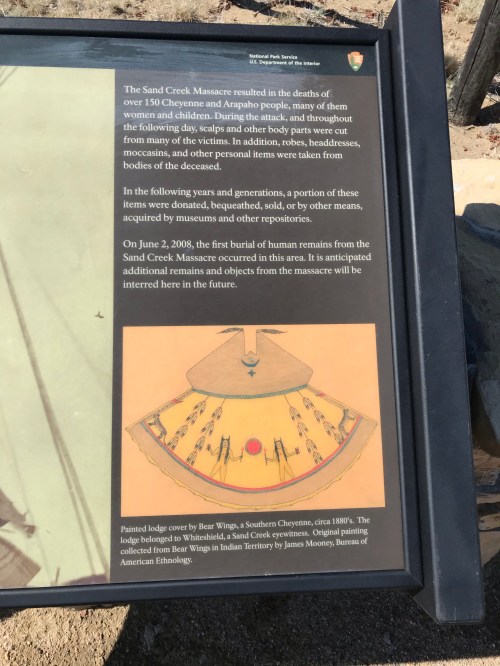 National Park Service
U.S. Department of the Interior
The Sand Creek Massacre resulted in the deaths of
over 150 Cheyenne and Arapaho people, many of them
women and children. During the attack, and throughout
the following day, scalps and other body parts were cut
from many of the victims. In addition, robes, headdresses,
moccasins, and other personal items were taken from
bodies of the deceased.
In the following years and generations, a portion of these
items were donated, bequeathed, sold, or by other means,
acquired by museums and other repositories.
On June 2, 2008, the first burial of human remains from the
Sand Creek Massacre occurred in this area. It is anticipated
additional remains and objects from the massacre will be
interred here in the future.
Painted lodge cover by Bear Wings, a Southern Cheyenne, circa 1880's. The
lodge belonged to Whiteshield, a Sand Creek eyewitness. Original painting
collected from Bear Wings in Indian Territory by James Mooney, Bureau of
American Ethnology.